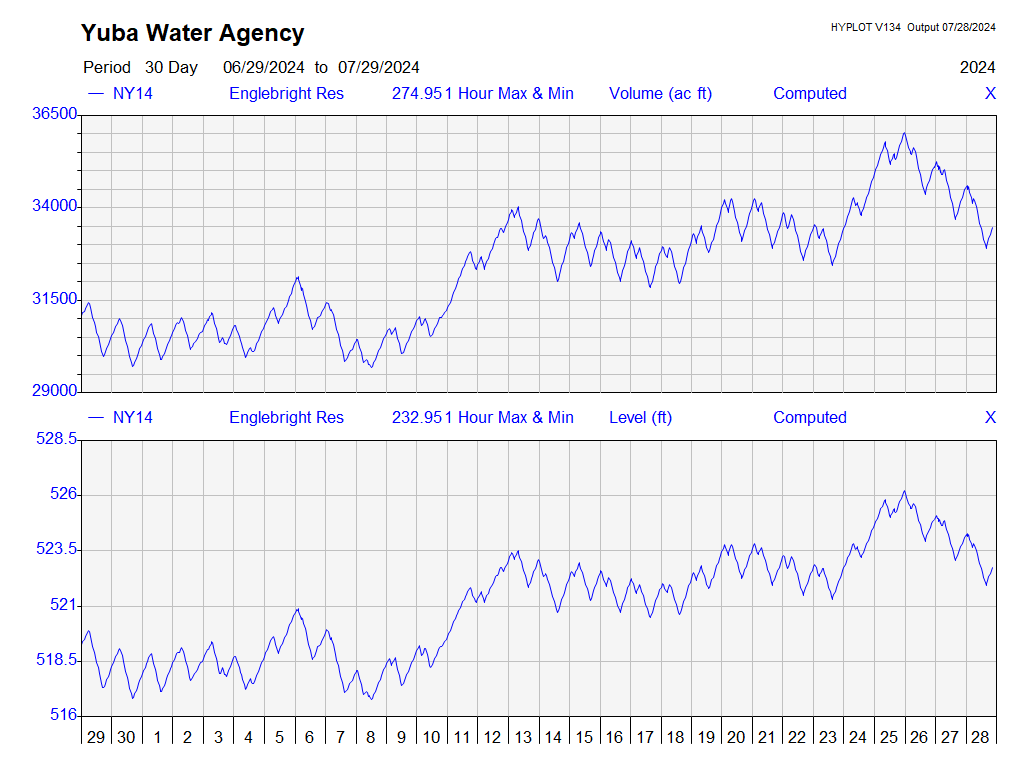 Yuba Water Agency
HYPLOT V134 Output 07/28/2024
Period 30 Day 06/29/2024 to 07/29/2024 2024
NY14 Englebright Res 274.95 1 Hour Max & Min Volume (ac ft) Computed X
36500
34000
31500
29000
NY14 Englebright Res 232.95 1 Hour Max & Min Level (ft) Computed X
528.5
526
523.5
521
518.5
516
29 30 1 2 3 4 5 6 7 8 9 10 11 12 13 14 15 16 17 18 19 20 21 22 23 24 25 26 27 28